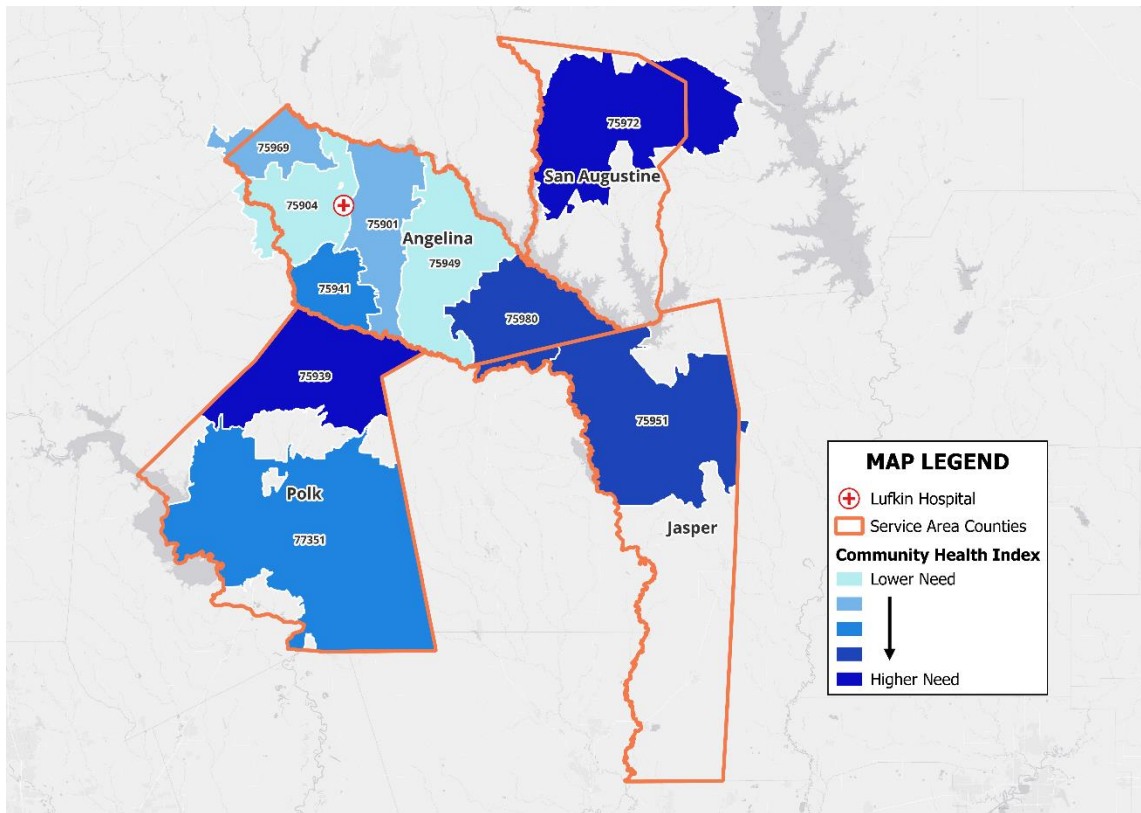 75972
San Augustine
75969
75904
75901
Angelina
75949
75941
75980
75939
75951
Polk
77351
Jasper
MAP LEGEND
Lufkin Hospital
Service Area Counties
Community Health Index
Lower Need
Higher Need